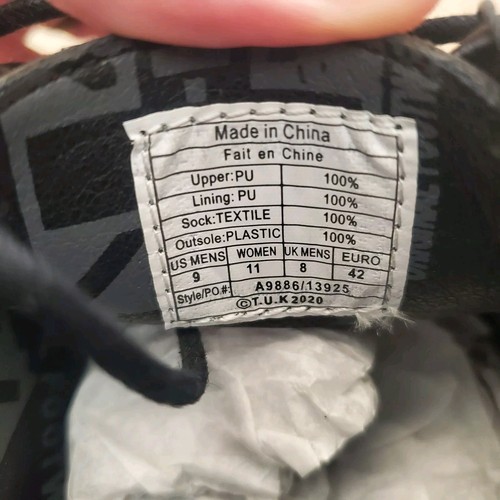 Made in China
Fait en Chine
Upper:PU 100%
Lining: PU 100%
Sock:TEXTILE 100%
Outsole:PLASTIC 100%
US MENS WOMEN UK MENS EURO
9 11 8 42
Style/PO.#: A9886/13925
©T.U.K 2020